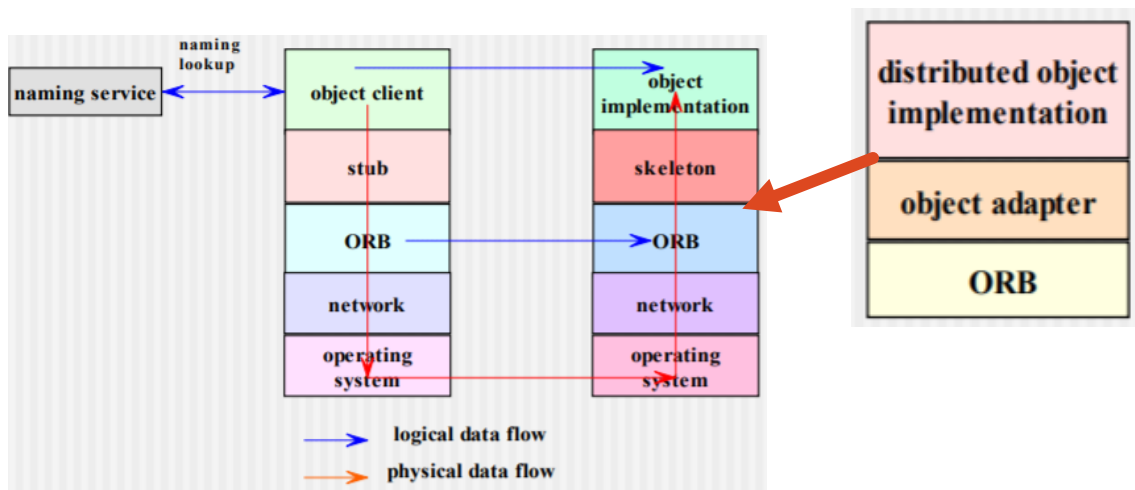 naming
lookup
naming service
object client
stub
ORB
network
operating
system
object
implementation
skeleton
ORB
network
operating
system
logical data flow
physical data flow
distributed object
implementation
object adapter
ORB